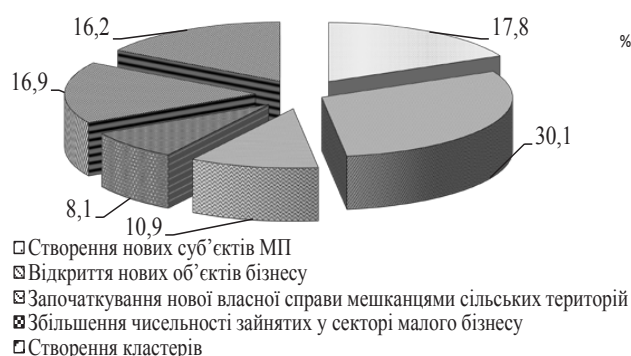 16,2
17,8
%
16,9
30,1
8,1
10,9
Створення нових суб’єктів МП
Відкриття нових об’єктів бізнесу
Започаткування нової власної справи мешканцями сільських територій
Збільшення чисельності зайнятих у секторі малого бізнесу
Створення кластерів